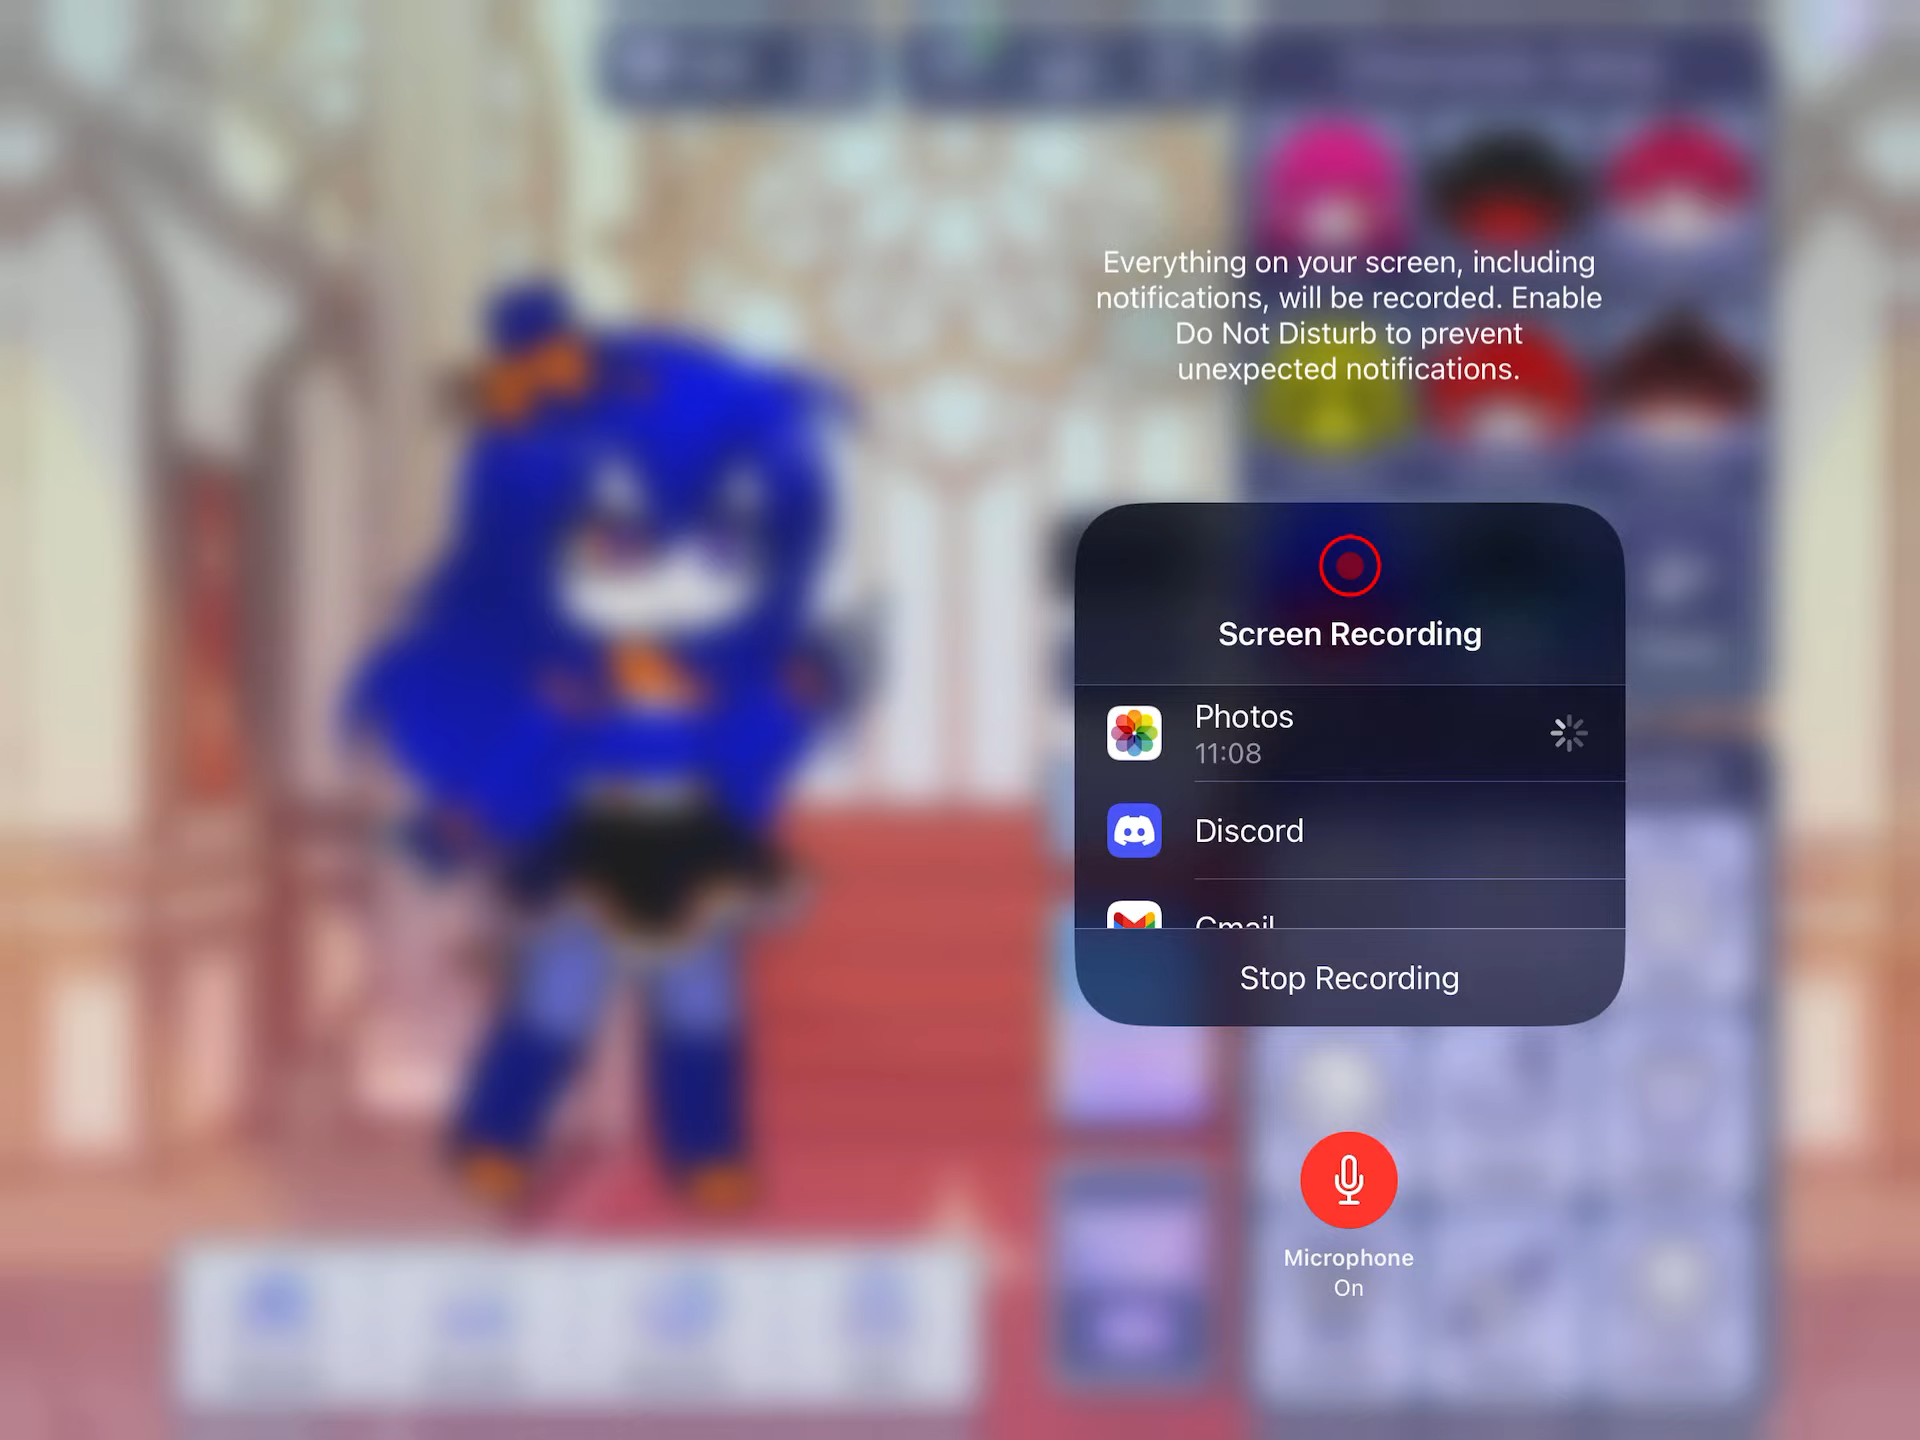 Everything on your screen, including
notifications, will be recorded. Enable
Do Not Disturb to prevent
unexpected notifications.
Screen Recording
Photos
11:08
Discord
Gmail
Stop Recording
Microphone
On